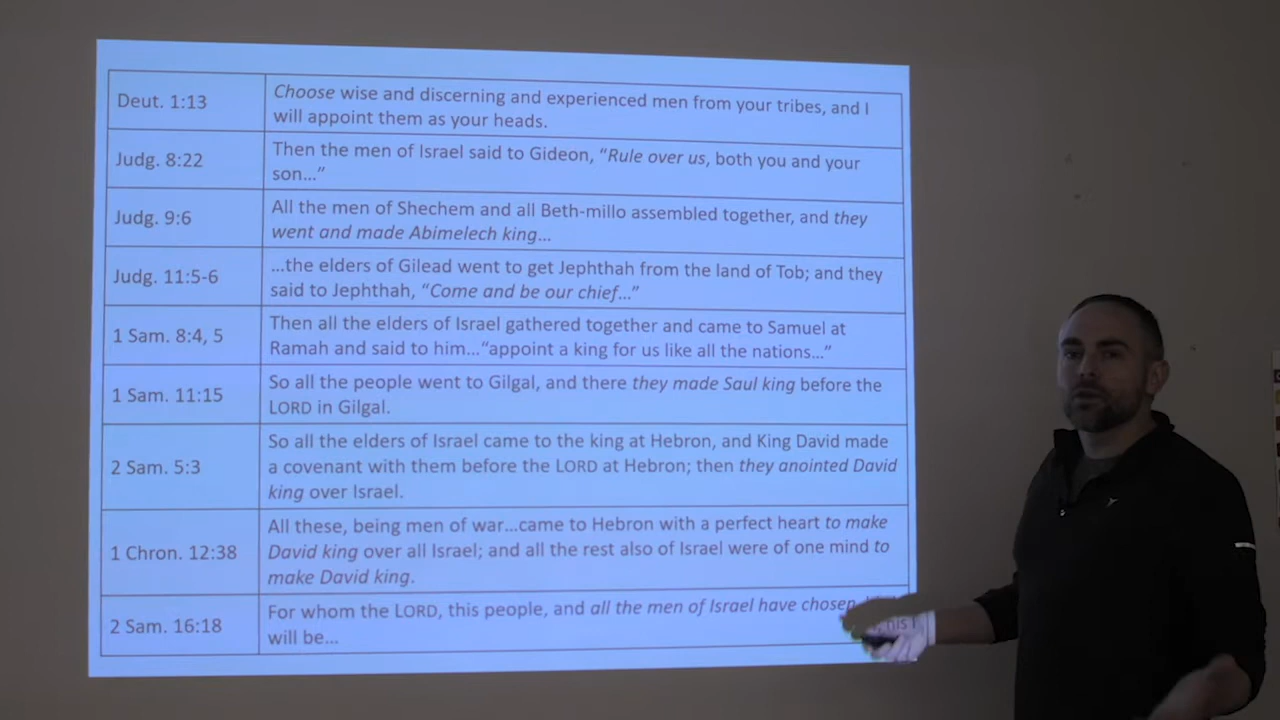 Deut. 1:13
Choose wise and discerning and experienced men from your tribes, and I
will appoint them as your heads.
Judg. 8:22
Then the men of Israel said to Gideon, “Rule over us, both you and your
son…”
Judg. 9:6
All the men of Shechem and all Beth-millo assembled together, and they
went and made Abimelech king…
Judg. 11:5-6
…the elders of Gilead went to get Jephthah from the land of Tob; and they
said to Jephthah, “Come and be our chief…”
1 Sam. 8:4, 5
Then all the elders of Israel gathered together and came to Samuel at
Ramah and said to him…“appoint a king for us like all the nations…”
1 Sam. 11:15
So all the people went to Gilgal, and there they made Saul king before the
LORD in Gilgal.
2 Sam. 5:3
So all the elders of Israel came to the king at Hebron, and King David made
a covenant with them before the LORD at Hebron; then they anointed David
king over Israel.
1 Chron. 12:38
All these, being men of war…came to Hebron with a perfect heart to make
David king over all Israel; and all the rest also of Israel were of one mind to
make David king.
2 Sam. 16:18
For whom the LORD, this people, and all the men of Israel have chosen, his I
will be…